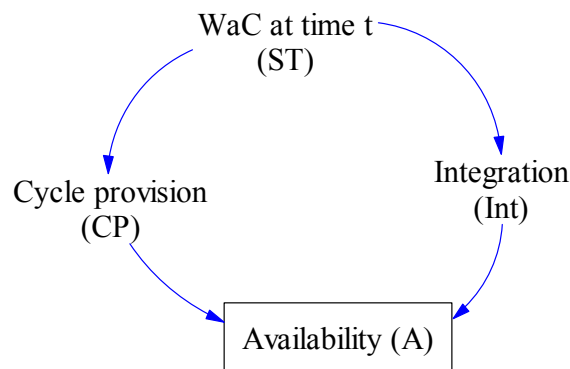 WaC at time t
(ST)
Cycle provision
(CP)
Integration
(Int)
Availability (A)